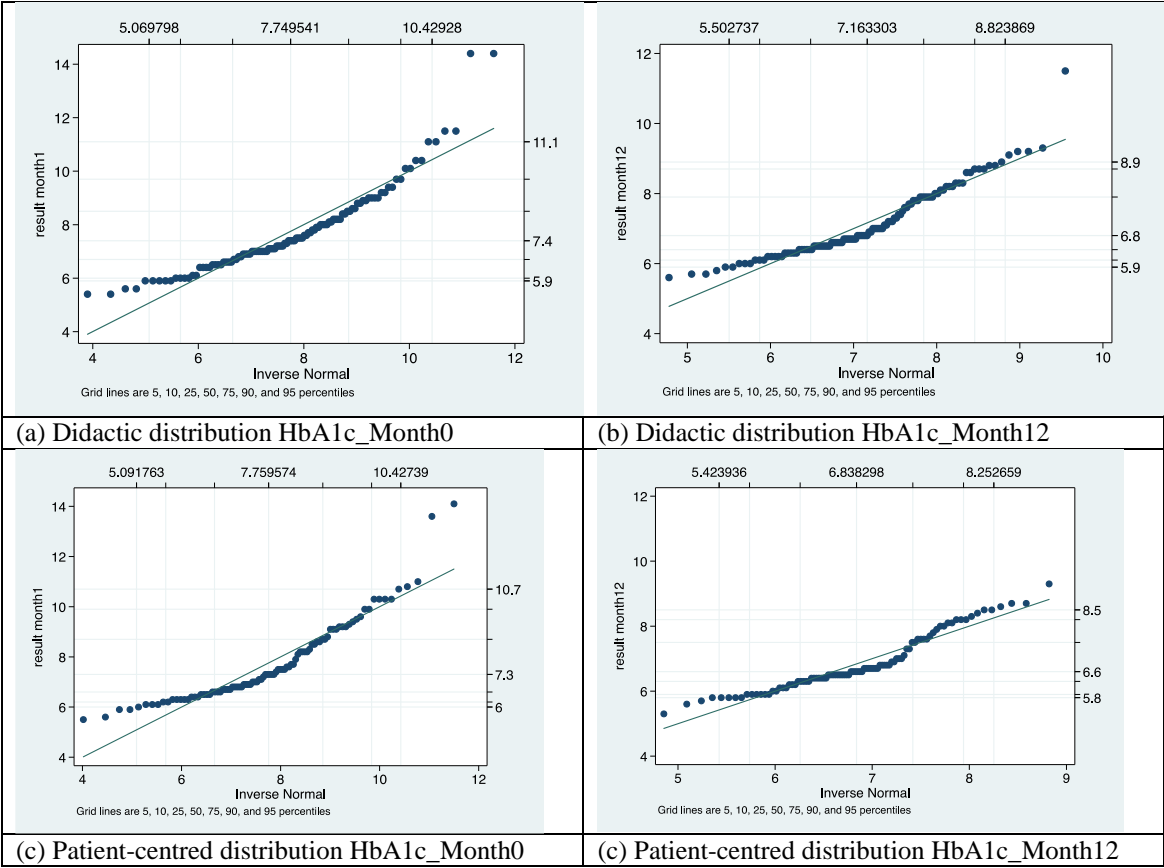 5.069798 7.749541 10.42928
14
12
10
8
6
4
result month1
11.1
7.4
5.9
4 6 8 10 12
Inverse Normal
Grid lines are 5, 10, 25, 50, 75, 90, and 95 percentiles
(a) Didactic distribution HbA1c_Month0
5.502737 7.163303 8.823869
12
10
8
6
4
result month12
8.9
6.8
5.9
5 6 7 8 9 10
Inverse Normal
Grid lines are 5, 10, 25, 50, 75, 90, and 95 percentiles
(b) Didactic distribution HbA1c_Month12
5.091763 7.759574 10.42739
14
12
10
8
6
4
result month1
10.7
7.3
6
4 6 8 10 12
Inverse Normal
Grid lines are 5, 10, 25, 50, 75, 90, and 95 percentiles
(c) Patient-centred distribution HbA1c_Month0
5.423936 6.838298 8.252659
12
10
8
6
4
result month12
8.5
6.6
5.8
5 6 7 8 9
Inverse Normal
Grid lines are 5, 10, 25, 50, 75, 90, and 95 percentiles
(c) Patient-centred distribution HbA1c_Month12